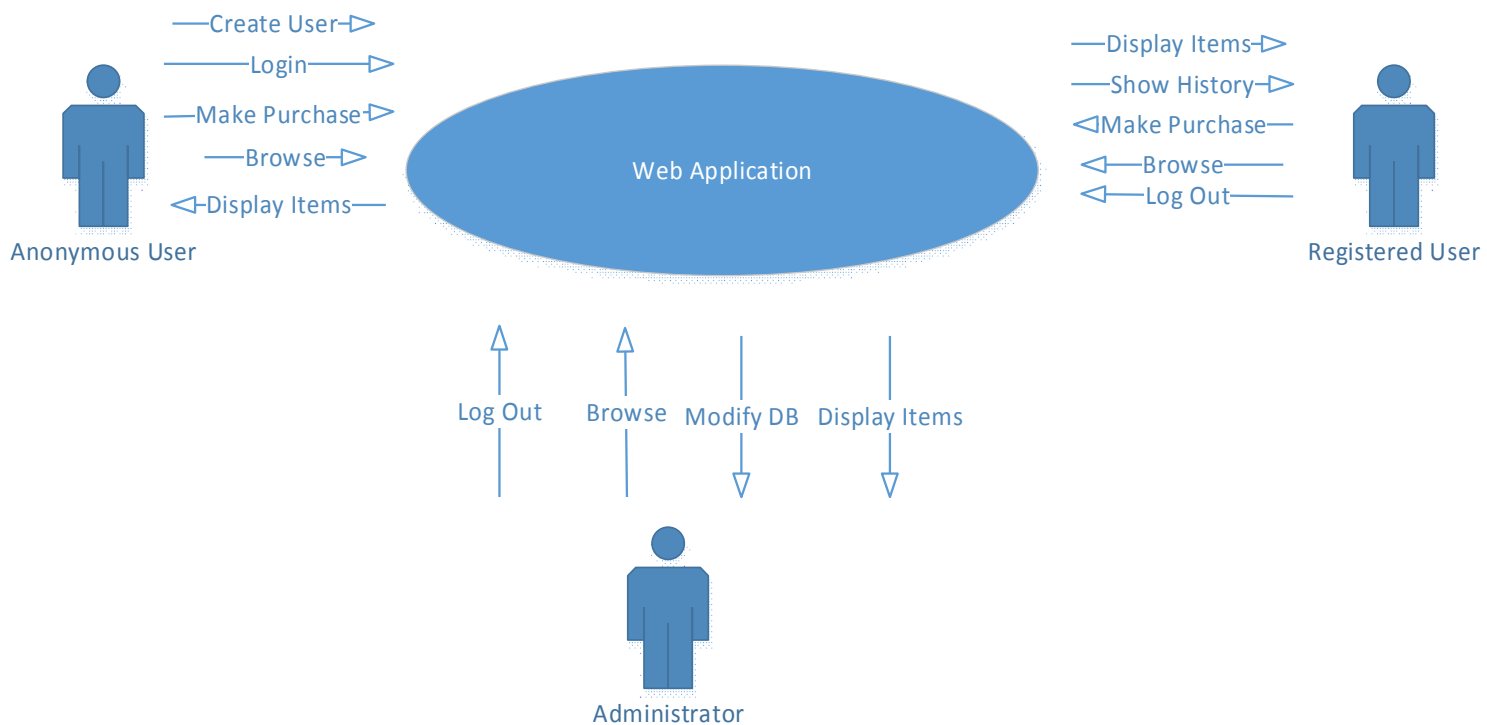 Create User
Login
Make Purchase
Browse
Display Items
Anonymous User
Web Application
Display Items
Show History
Make Purchase
Browse
Log Out
Registered User
Log Out
Browse
Modify DB
Display Items
Administrator